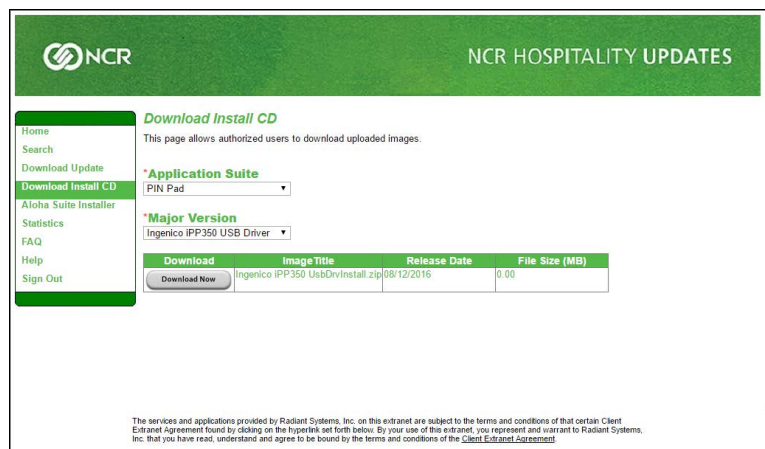 NCR
NCR HOSPITALITY UPDATES
Home
Search
Download Update
Download Install CD
Aloha Suite Installer
Statistics
FAQ
Help
Sign Out
Download Install CD
This page allows authorized users to download uploaded images.
*Application Suite
PIN Pad
*Major Version
Ingenico iPP350 USB Driver
Download ImageTitle Release Date File Size (MB)
Download Now Ingenico iPP350 UsbDrvInstall.zip 08/12/2016 0.00
The services and applications provided by Radiant Systems, Inc. on this extranet are subject to the terms and conditions of that certain Client
Extranet Agreement found by clicking on the hyperlink set forth below. By your use of this extranet, you represent and warrant to Radiant Systems,
Inc. that you have read, understand and agree to be bound by the terms and conditions of the Client Extranet Agreement.